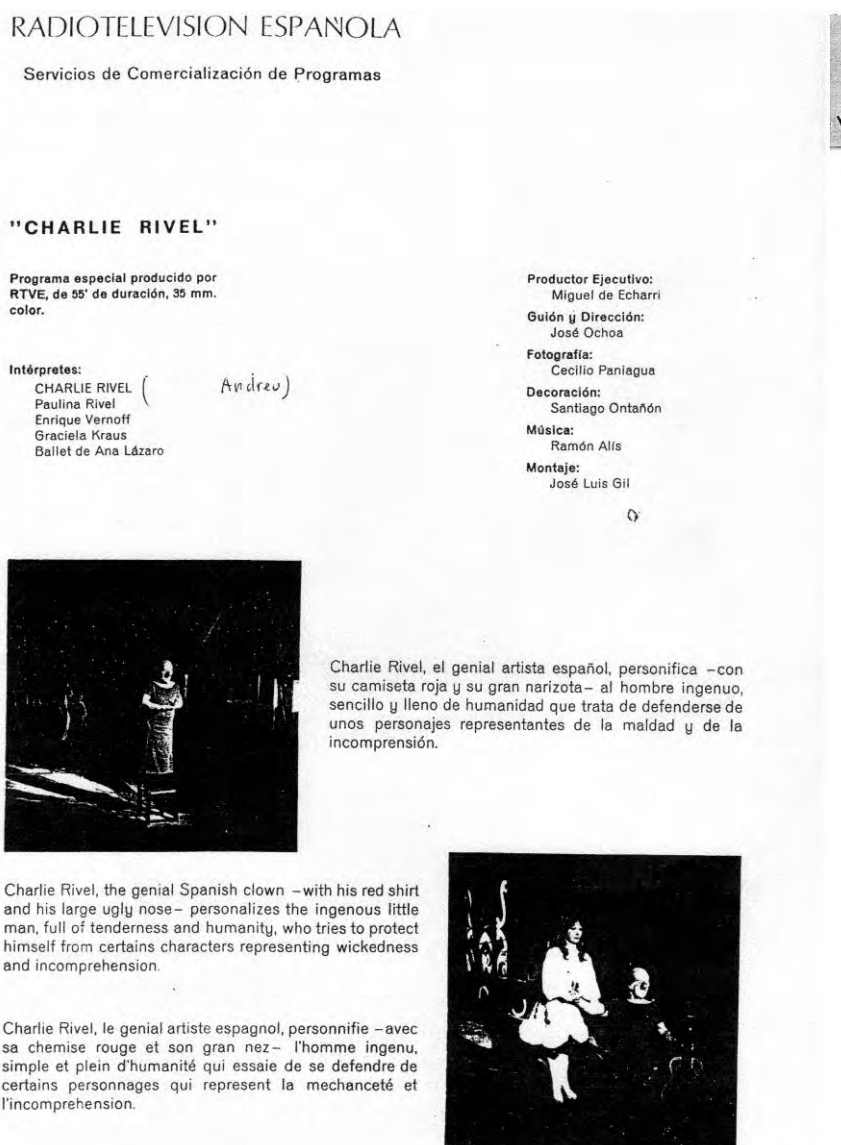 RADIOTELEVISION ESPAÑOLA
Servicios de Comercialización de Programas
"CHARLIE RIVEL"
Programa especial producido por
RTVE, de 55' de duración, 35 mm.
color.
Intérpretes:
CHARLIE RIVEL ( Andreu)
Paulina Rivel
Enrique Vernoff
Graciela Kraus
Ballet de Ana Lázaro
Productor Ejecutivo:
Miguel de Echarri
Guión y Dirección:
José Ochoa
Fotografía:
Cecilio Paniagua
Decoración:
Santiago Ontañón
Música:
Ramón Alís
Montaje:
José Luis Gil
Charlie Rivel, el genial artista español, personifica –con
su camiseta roja y su gran narizota– al hombre ingenuo,
sencillo y lleno de humanidad que trata de defenderse de
unos personajes representantes de la maldad y de la
incomprensión.
Charlie Rivel, the genial Spanish clown –with his red shirt
and his large ugly nose– personalizes the ingenous little
man, full of tenderness and humanity, who tries to protect
himself from certains characters representing wickedness
and incomprehension.
Charlie Rivel, le genial artiste espagnol, personnifie –avec
sa chemise rouge et son gran nez– l'homme ingenu,
simple et plein d'humanité qui essaie de se defendre de
certains personnages qui represent la mechanceté et
l'incomprehension.